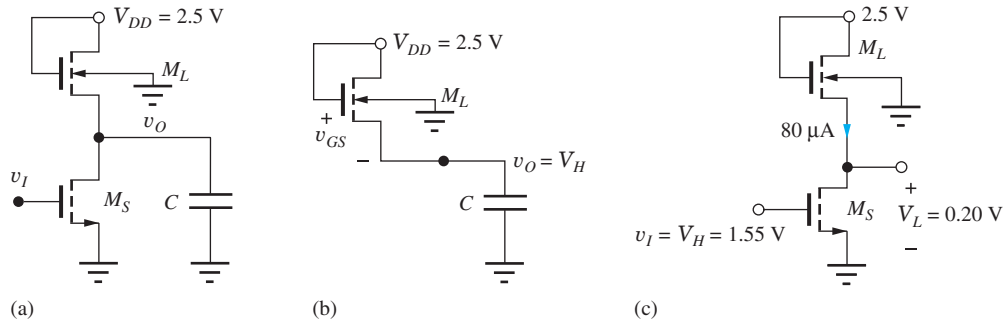 V_DD = 2.5 V
M_L
v_O
v_I
M_S
C
(a)
V_DD = 2.5 V
M_L
+
v_GS
−
v_O = V_H
C
(b)
2.5 V
M_L
80 μA
M_S
+
V_L = 0.20 V
−
v_I = V_H = 1.55 V
(c)